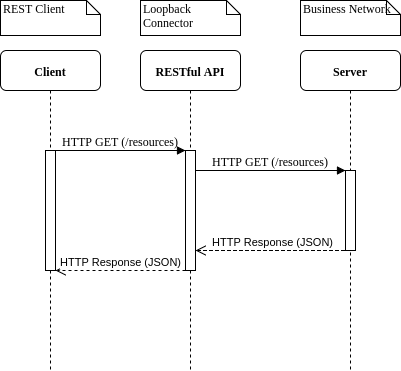 REST Client
Loopback
Connector
Business Network
Client
RESTful API
Server
HTTP GET (/resources)
HTTP GET (/resources)
HTTP Response (JSON)
HTTP Response (JSON)